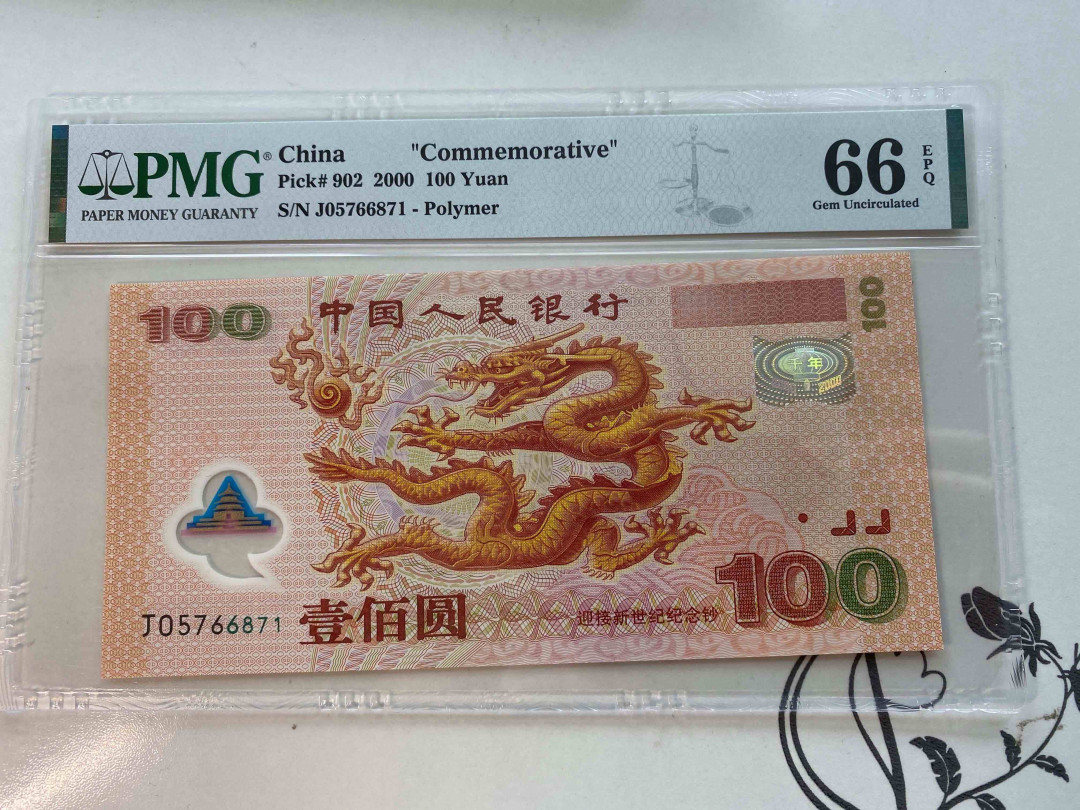 PMG® China "Commemorative" 66 EPQ
Pick# 902 2000 100 Yuan
PAPER MONEY GUARANTY S/N J05766871 - Polymer Gem Uncirculated
100 中国人民银行 100
千年
2000
J05766871 壹佰圆 迎接新世纪纪念钞 100